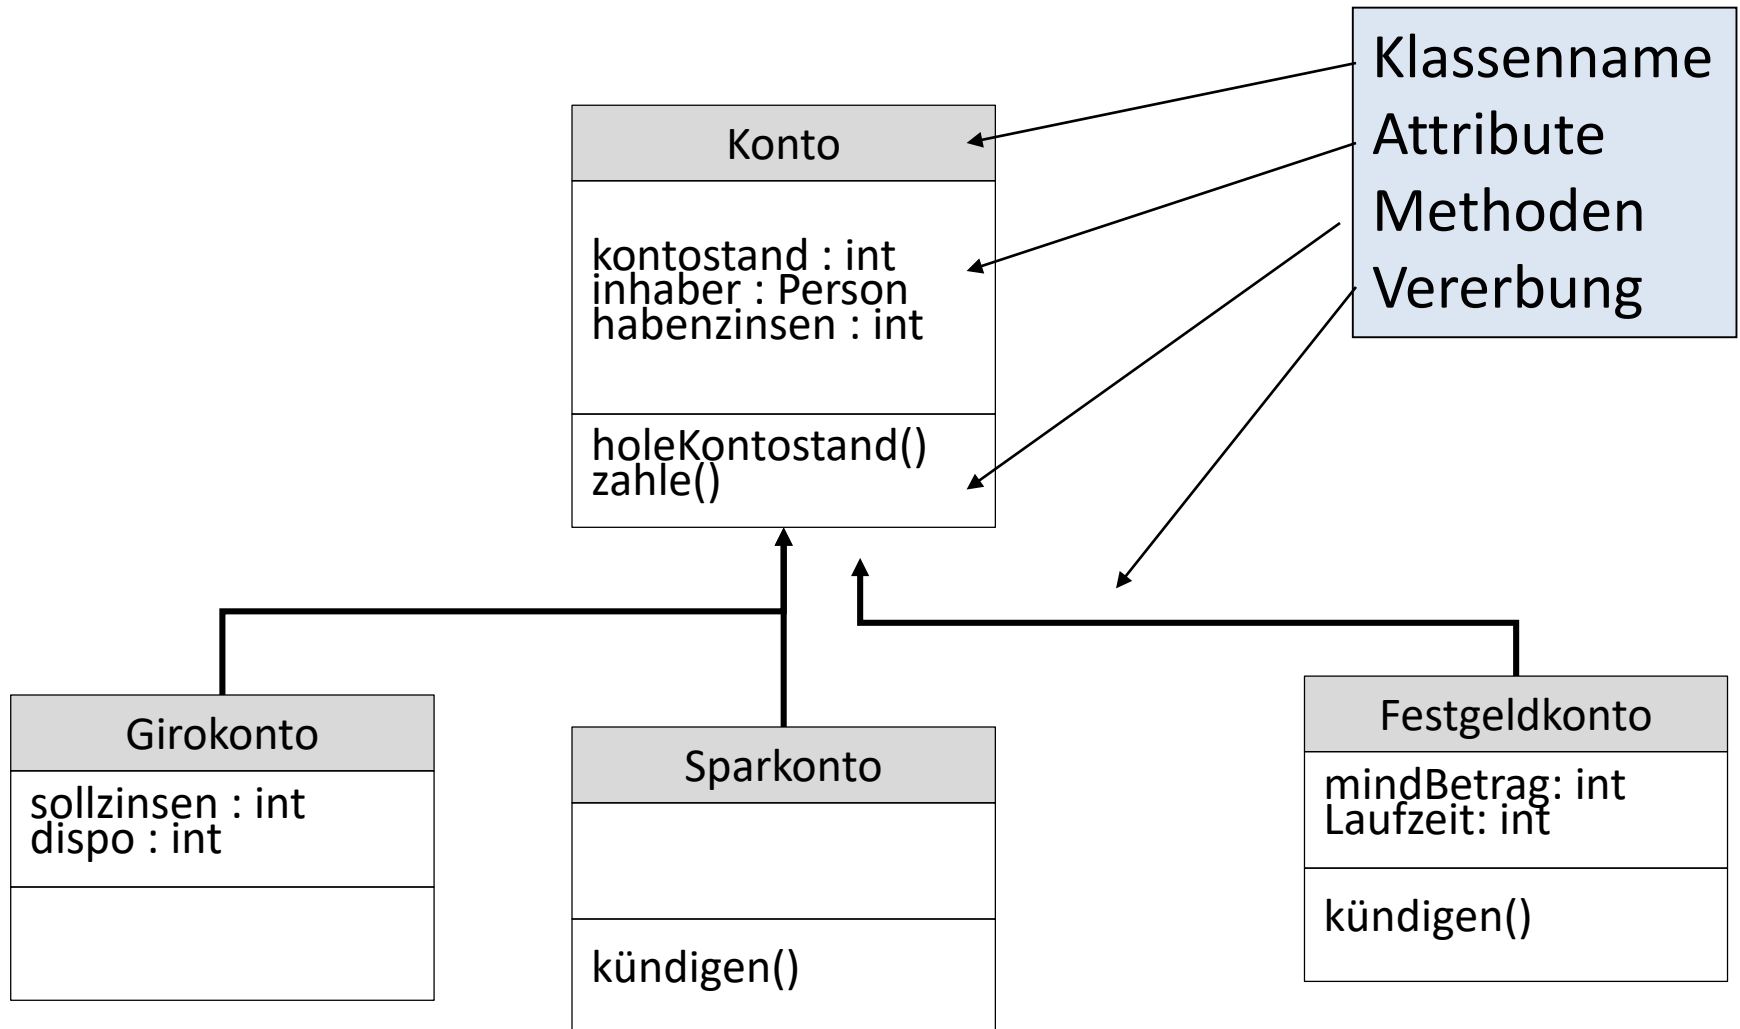 Klassenname
Attribute
Methoden
Vererbung
Konto
kontostand : int
inhaber : Person
habenzinsen : int
holeKontostand()
zahle()
Girokonto
sollzinsen : int
dispo : int
Sparkonto
kündigen()
Festgeldkonto
mindBetrag: int
Laufzeit: int
kündigen()